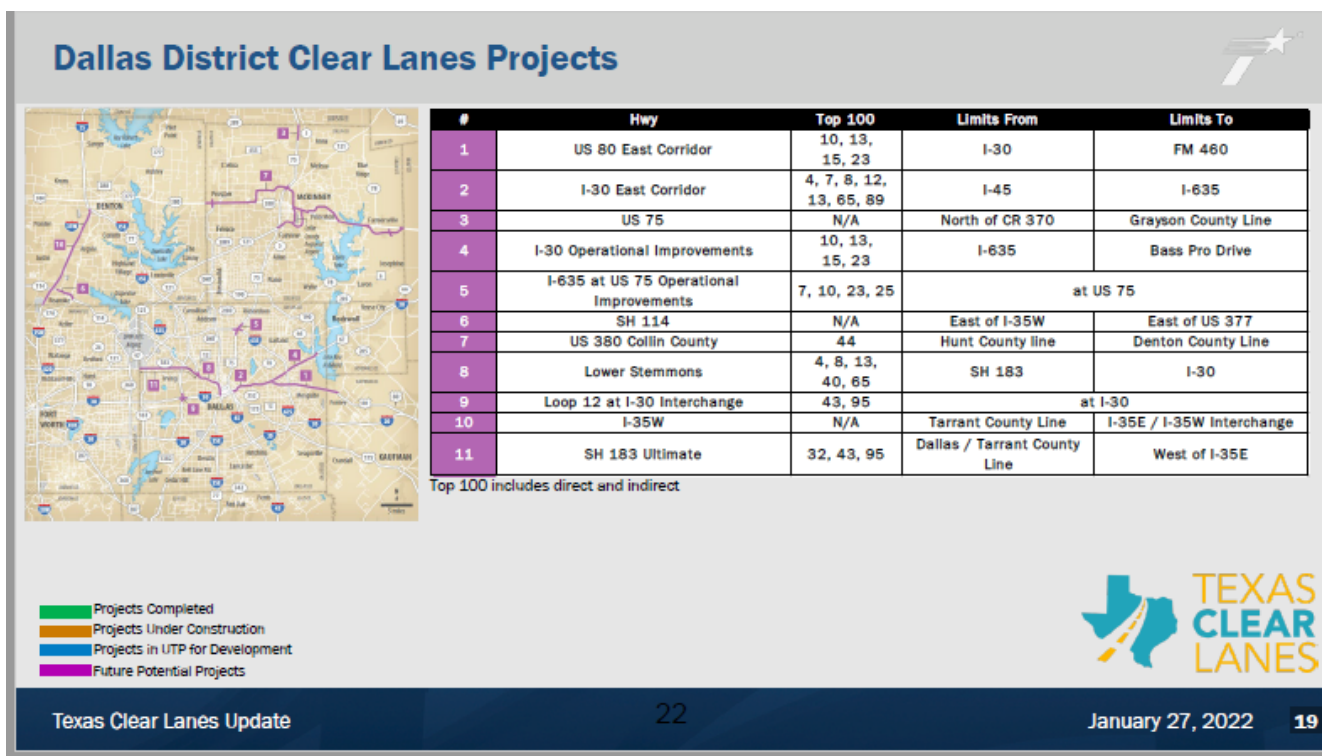 Dallas District Clear Lanes Projects
# Hwy Top 100 Limits From Limits To
1 US 80 East Corridor 10, 13, 15, 23 I-30 FM 460
2 I-30 East Corridor 4, 7, 8, 12, 13, 65, 89 I-45 I-635
3 US 75 N/A North of CR 370 Grayson County Line
4 I-30 Operational Improvements 10, 13, 15, 23 I-635 Bass Pro Drive
5 I-635 at US 75 Operational Improvements 7, 10, 23, 25 at US 75
6 SH 114 N/A East of I-35W East of US 377
7 US 380 Collin County 44 Hunt County line Denton County Line
8 Lower Stemmons 4, 8, 13, 40, 65 SH 183 I-30
9 Loop 12 at I-30 Interchange 43, 95 at I-30
10 I-35W N/A Tarrant County Line I-35E / I-35W Interchange
11 SH 183 Ultimate 32, 43, 95 Dallas / Tarrant County Line West of I-35E
Top 100 includes direct and indirect
DENTON
MCKINNEY
DALLAS
FORT WORTH
KAUFMAN
Projects Completed
Projects Under Construction
Projects in UTP for Development
Future Potential Projects
TEXAS
CLEAR
LANES
Texas Clear Lanes Update
22
January 27, 2022
19